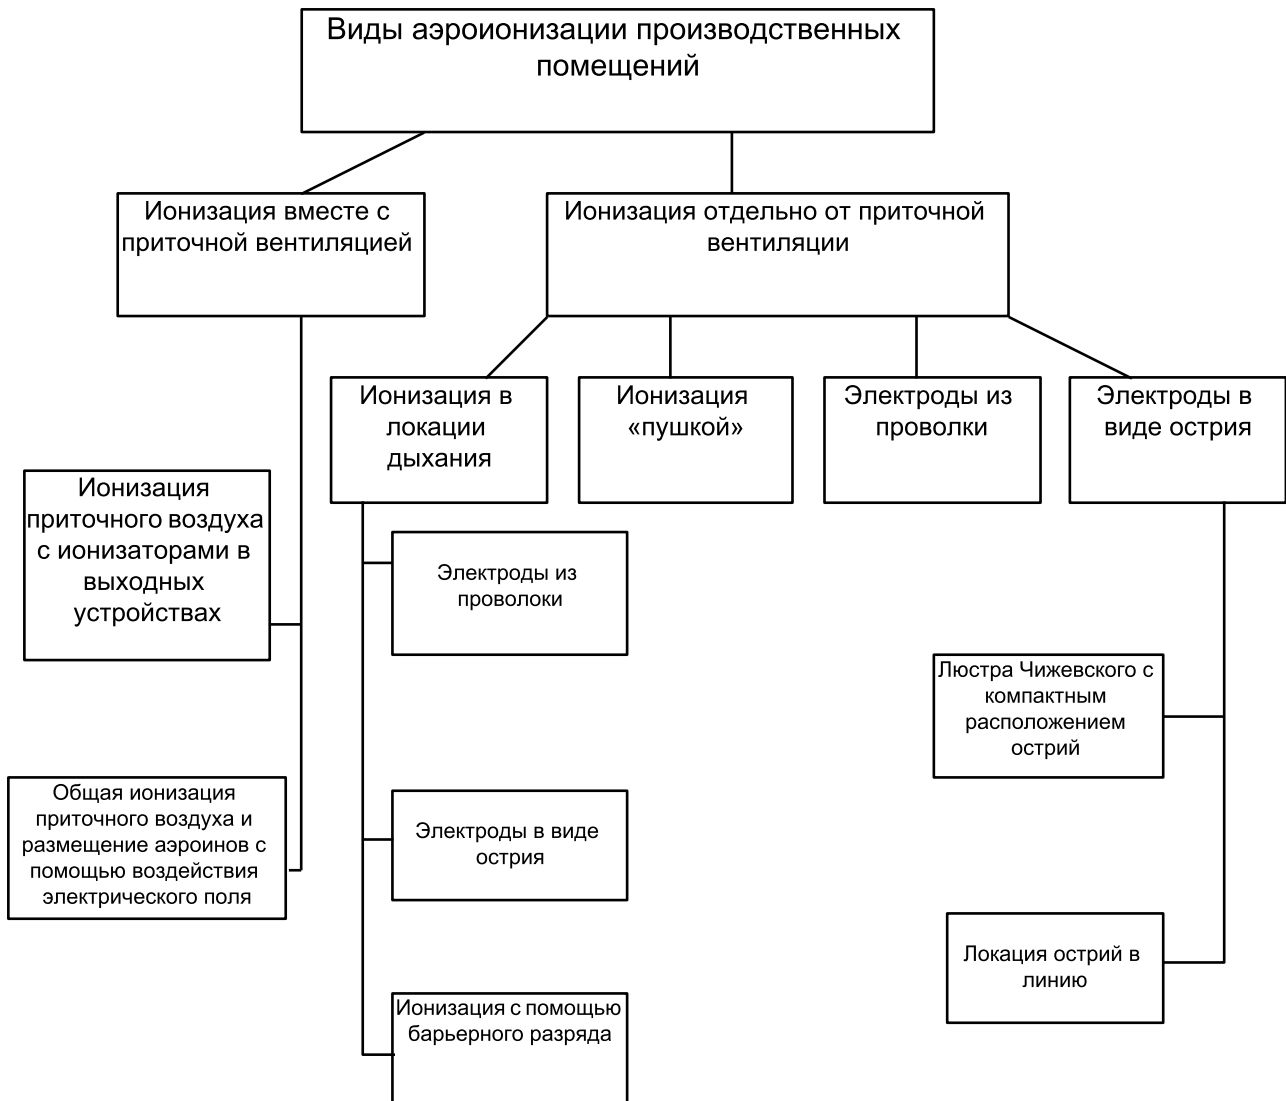 Виды аэроионизации производственных
помещений
Ионизация вместе с
приточной вентиляцией
Ионизация отдельно от приточной
вентиляции
Ионизация в
локации
дыхания
Ионизация
«пушкой»
Электроды из
проволки
Электроды в
виде острия
Ионизация
приточного воздуха
с ионизаторами в
выходных
устройствах
Электроды из
проволоки
Люстра Чижевского с
компактным
расположением
острий
Общая ионизация
приточного воздуха и
размещение аэроинов с
помощью воздействия
электрического поля
Электроды в виде
острия
Локация острий в
линию
Ионизация с помощью
барьерного разряда